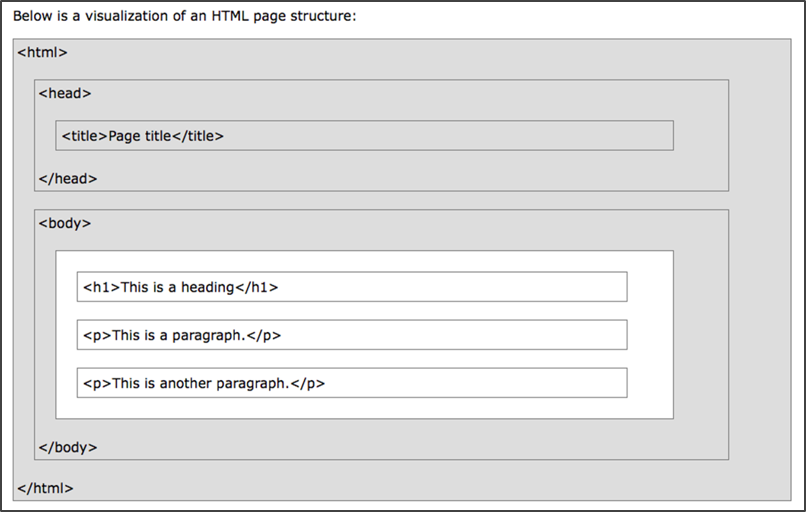 Below is a visualization of an HTML page structure:
<html>
<head>
<title>Page title</title>
</head>
<body>
<h1>This is a heading</h1>
<p>This is a paragraph.</p>
<p>This is another paragraph.</p>
</body>
</html>